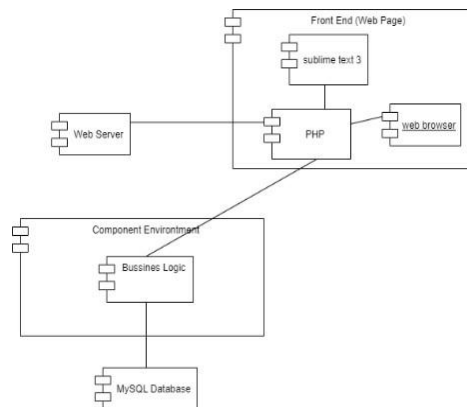 Front End (Web Page)
sublime text 3
Web Server
PHP
web browser
Component Environtment
Bussines Logic
MySQL Database